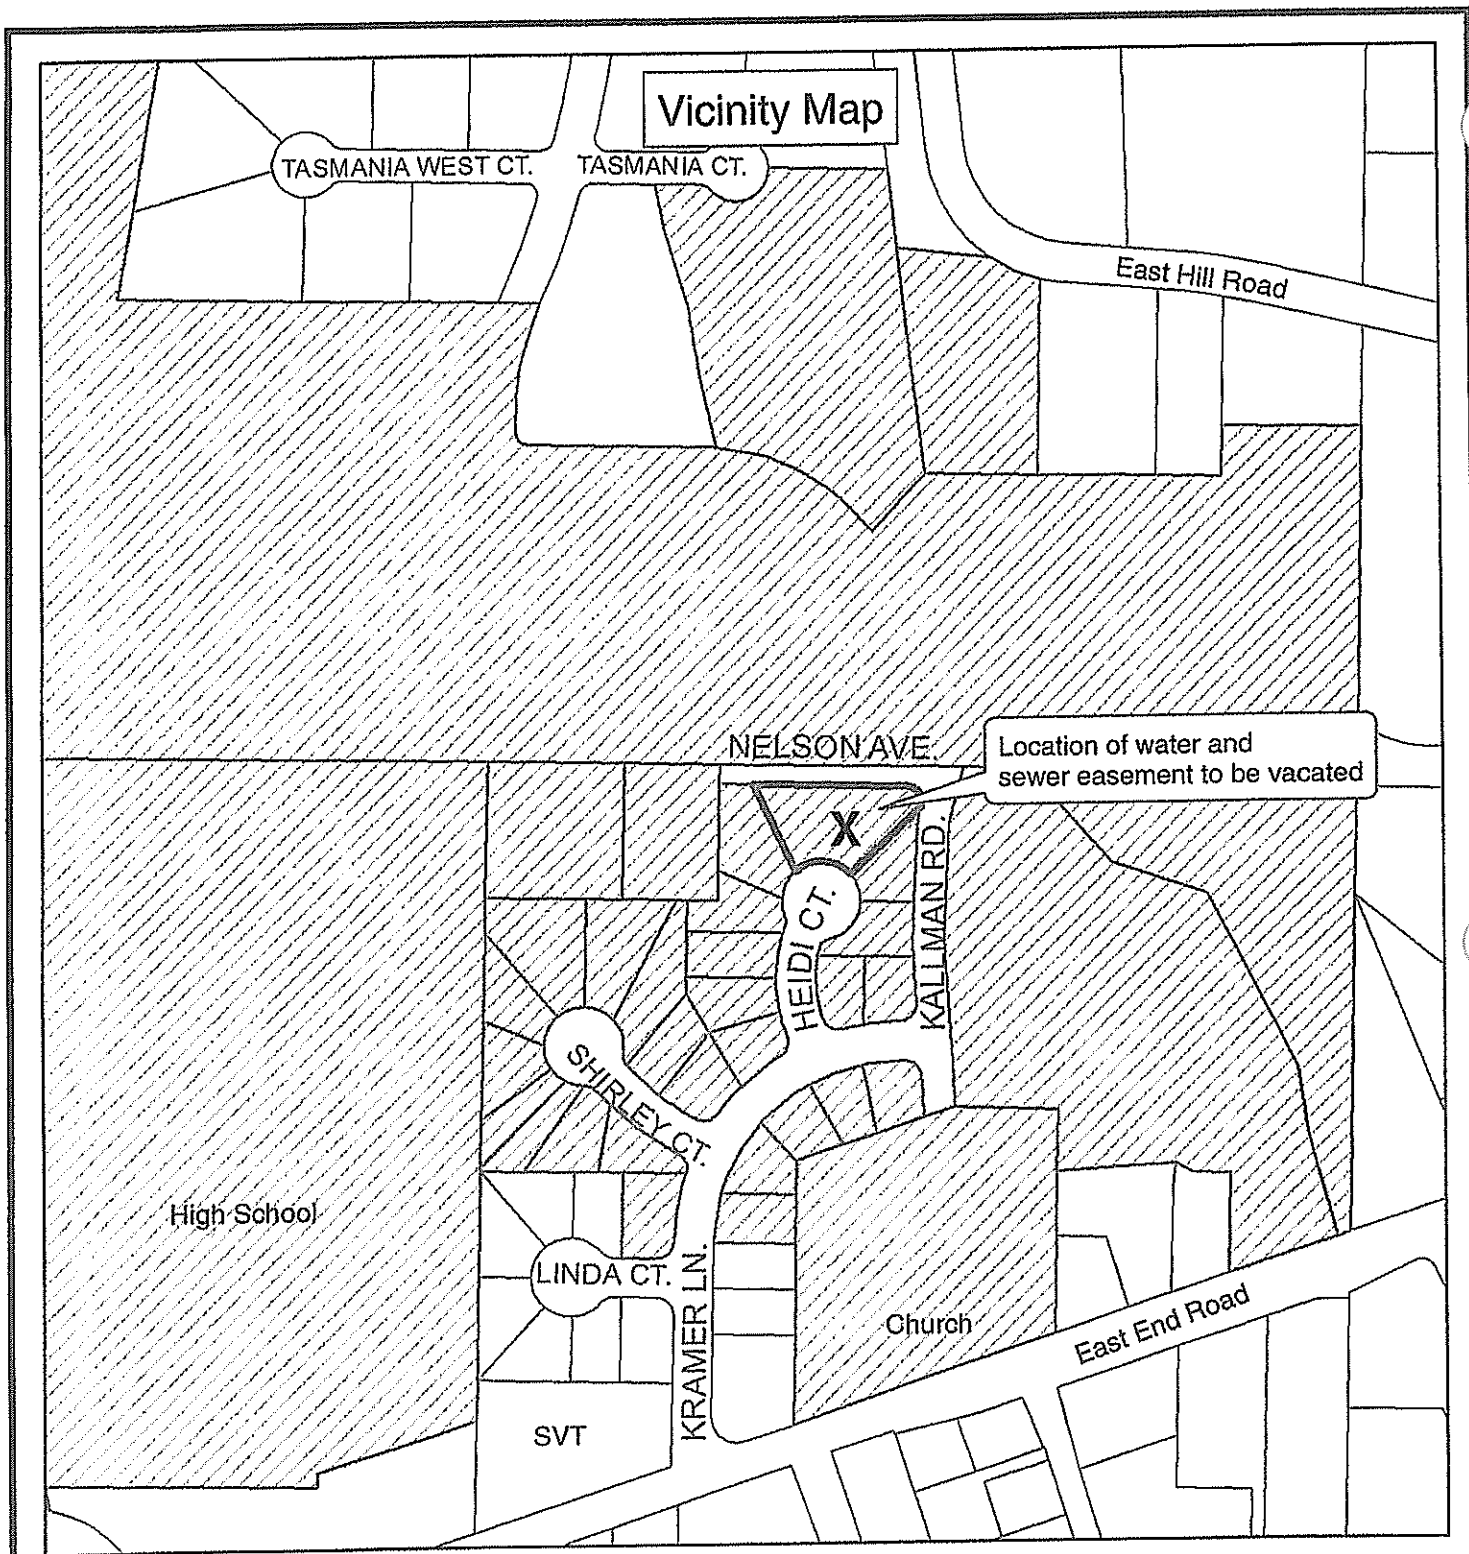 Vicinity Map
TASMANIA WEST CT.
TASMANIA CT.
East Hill Road
NELSON AVE.
Location of water and
sewer easement to be vacated
X
HEIDI CT.
KALLMAN RD.
SHIRLEY CT.
High School
LINDA CT.
KRAMER LN.
Church
East End Road
SVT